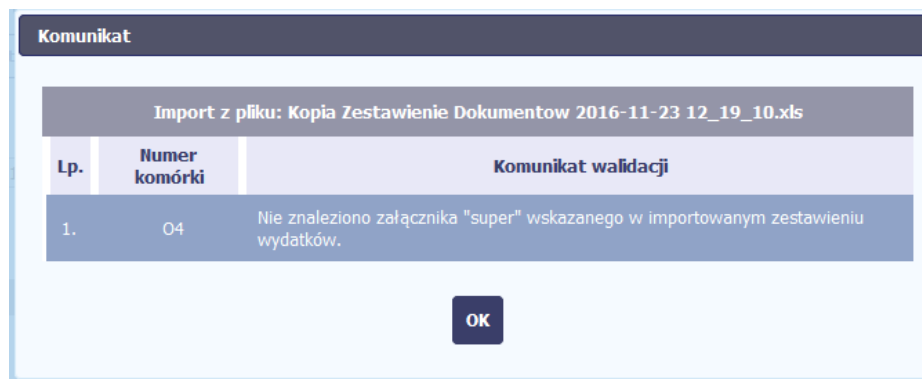 Komunikat
Import z pliku: Kopia Zestawienie Dokumentow 2016-11-23 12_19_10.xls
Lp.
Numer
komórki
Komunikat walidacji
1.
O4
Nie znaleziono załącznika "super" wskazanego w importowanym zestawieniu
wydatków.
OK